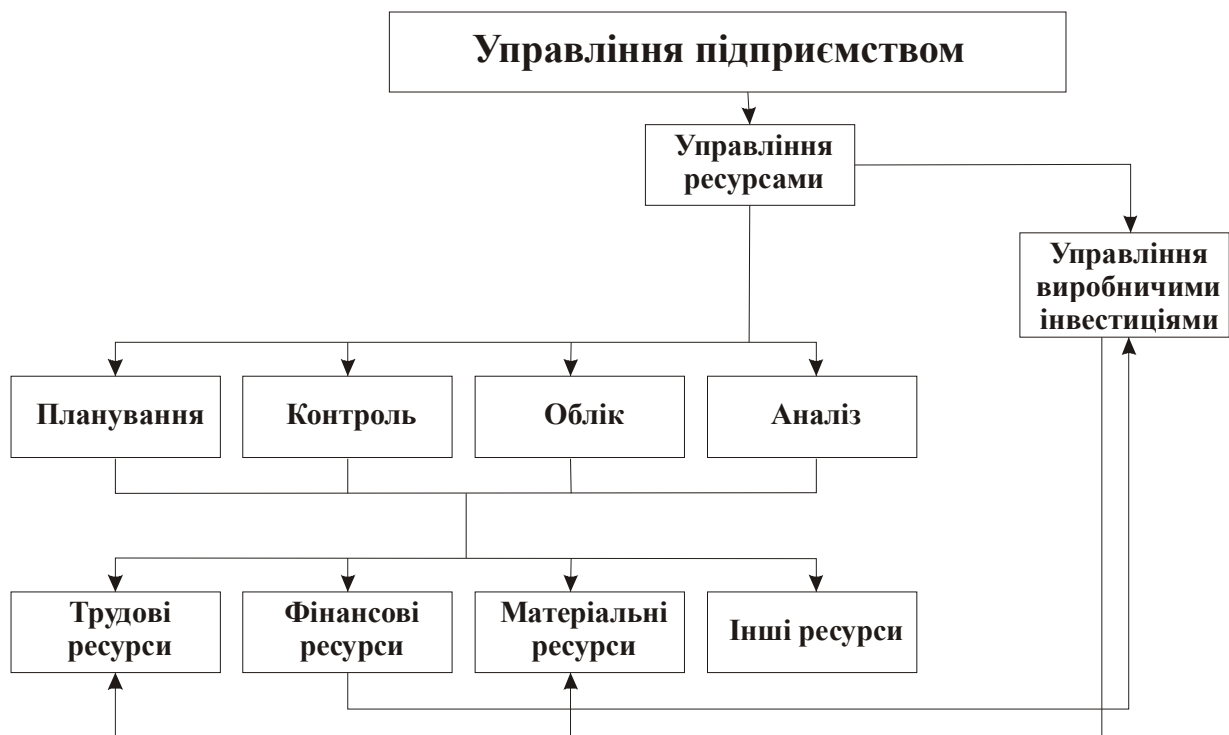 Управління підприємством
Управління
ресурсами
Управління
виробничими
інвестиціями
Планування
Контроль
Облік
Аналіз
Трудові
ресурси
Фінансові
ресурси
Матеріальні
ресурси
Інші ресурси